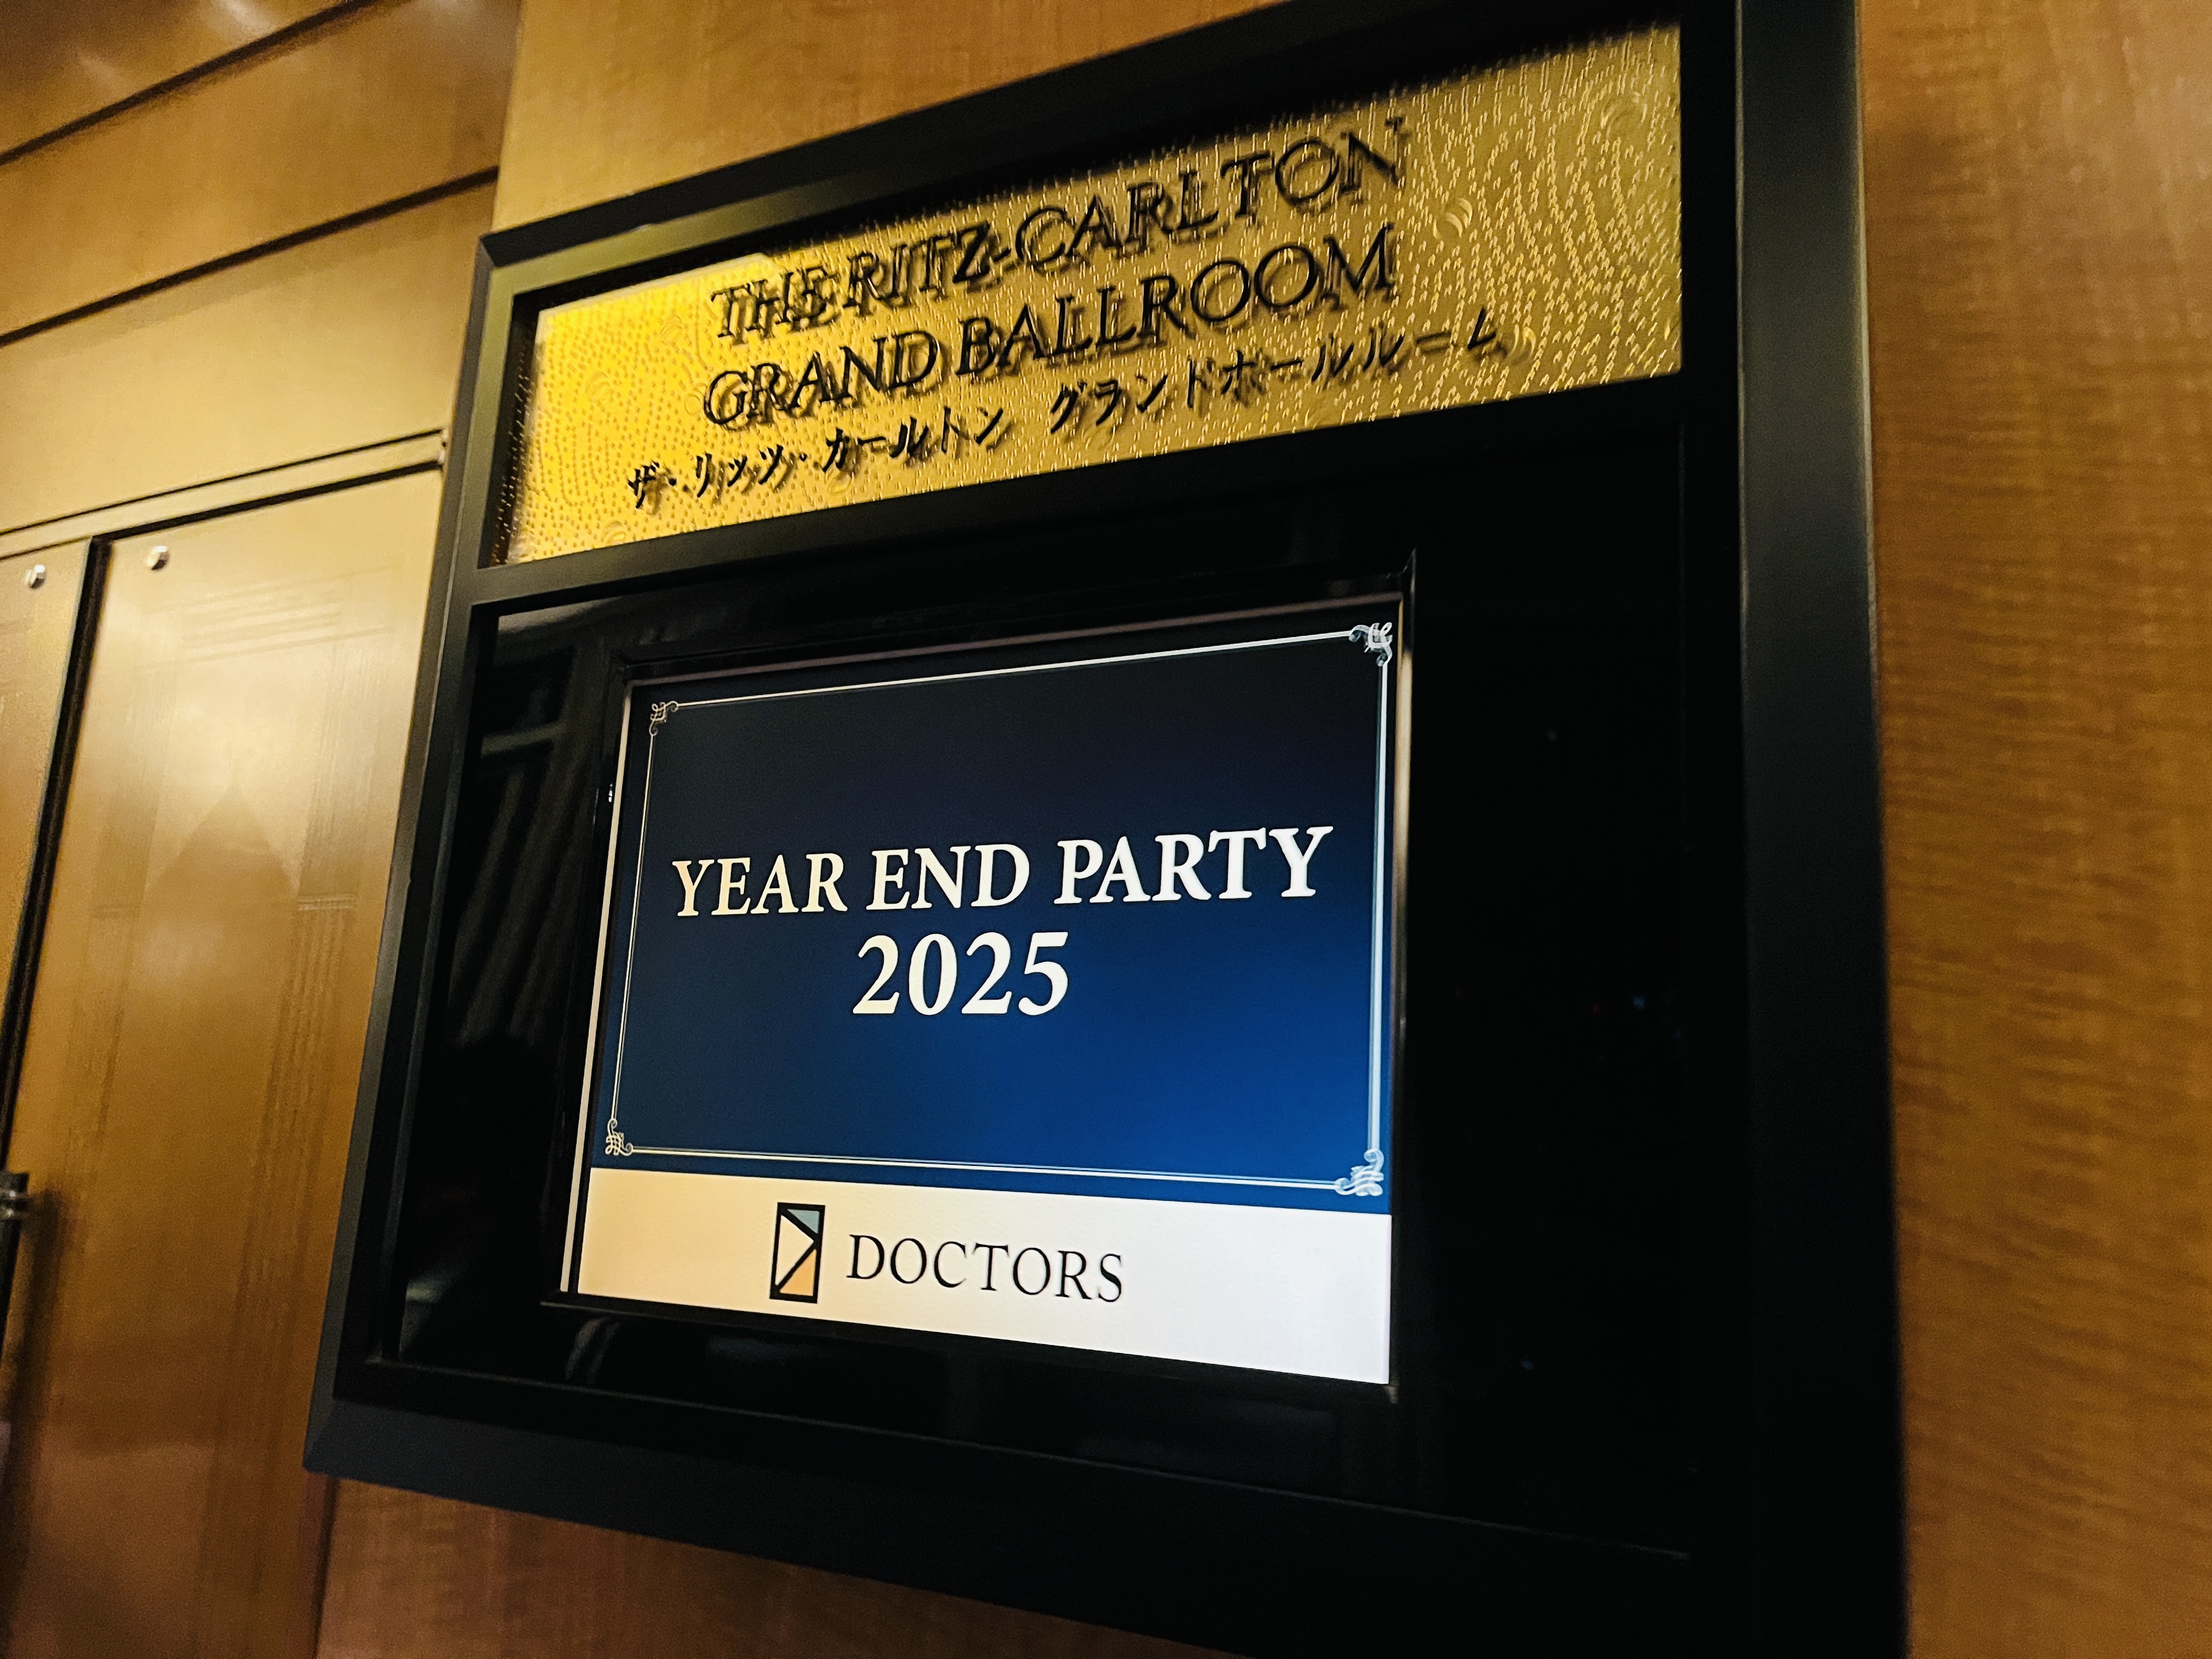 THE RITZ-CARLTON
GRAND BALLROOM
ザ・リッツ・カールトン グランドボールルーム
YEAR END PARTY
2025
DOCTORS